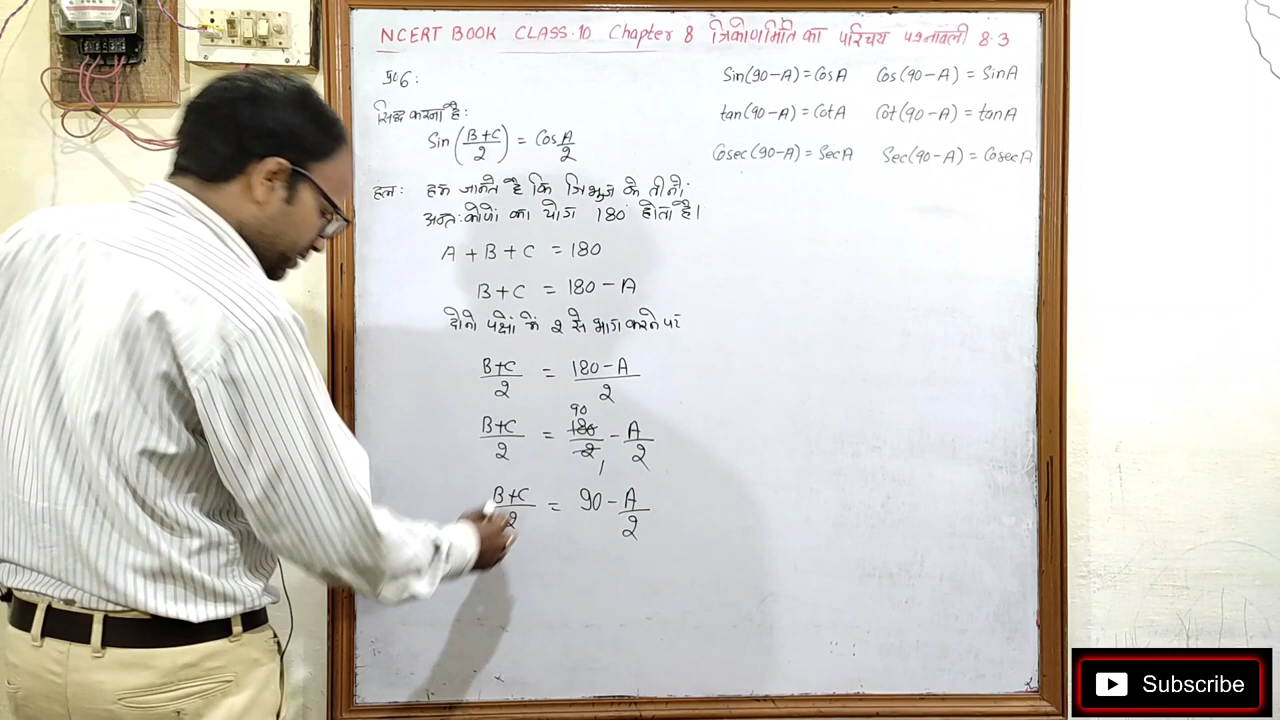 NCERT BOOK CLASS.10 Chapter 8 त्रिकोणमिति का परिचय प्रश्नावली 8.3
प्र०6:
Sin(90-A)=CosA Cos(90-A)=SinA
tan(90-A)=CotA Cot(90-A)=tanA
Cosec(90-A)=SecA Sec(90-A)=CosecA
सिद्ध करना है:
Sin((B+C)/2) = Cos A/2
हल: हम जानते है कि त्रिभुज के तीनों
अन्त:कोणों का योग 180° होता है।
A + B + C = 180
B + C = 180 - A
दोनो पक्षों में 2 से भाग करने पर
(B+C)/2 = (180-A)/2
90
(B+C)/2 = 180/2 - A/2
1
(B+C)/2 = 90 - A/2
Subscribe